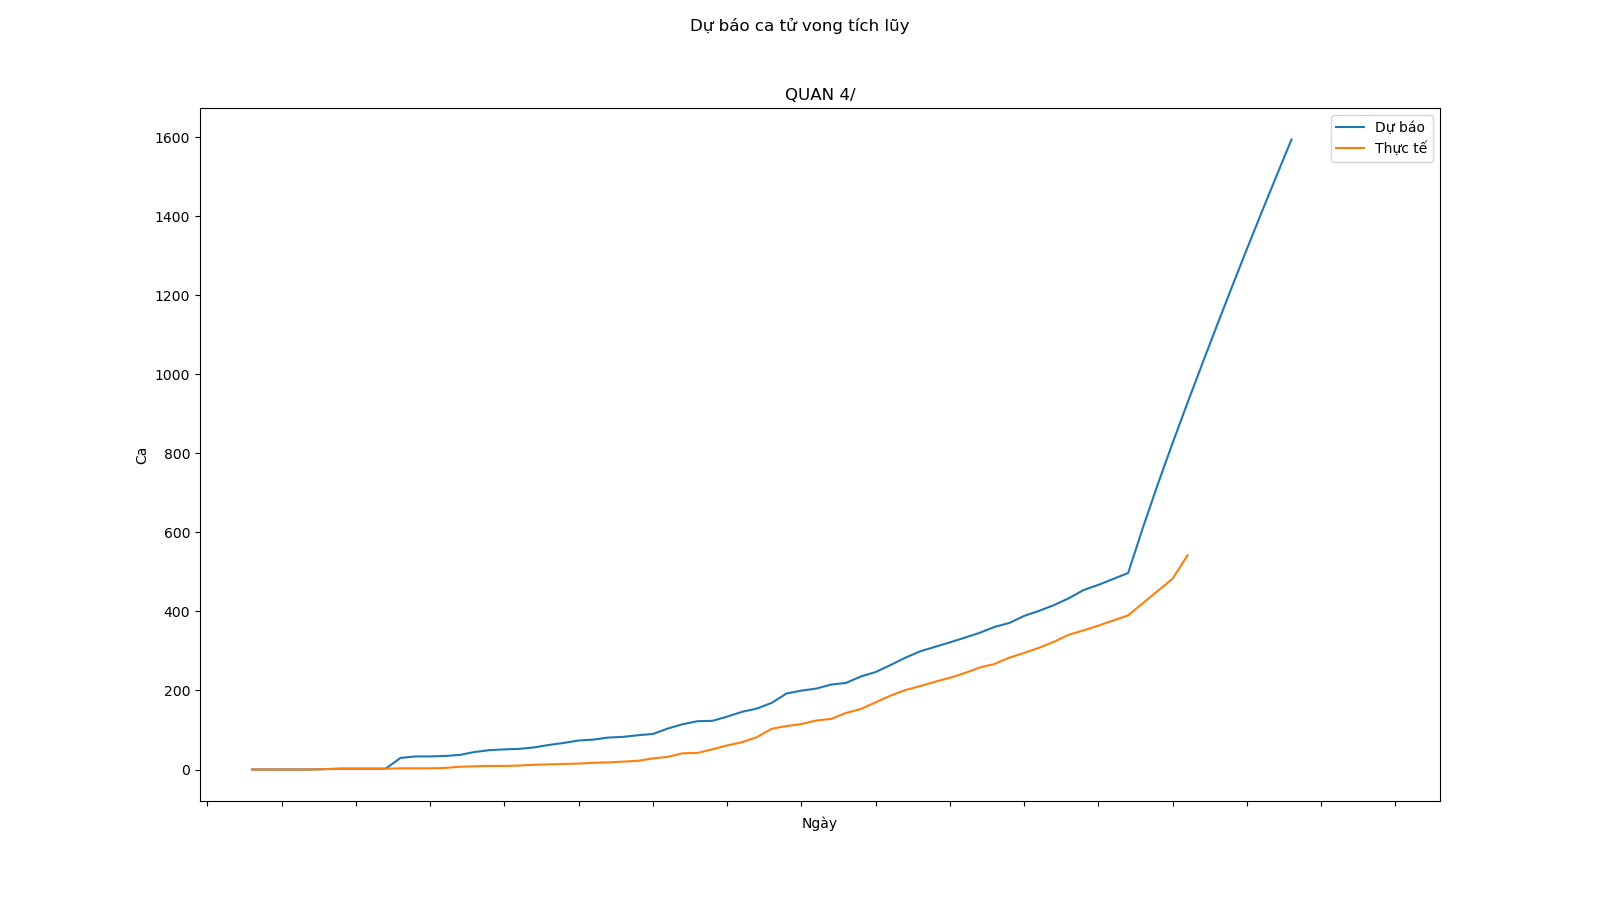 Dự báo ca tử vong tích lũy
QUAN 4/
Dự báo
Thực tế
1600
1400
1200
1000
800
600
400
200
0
Ca
Ngày